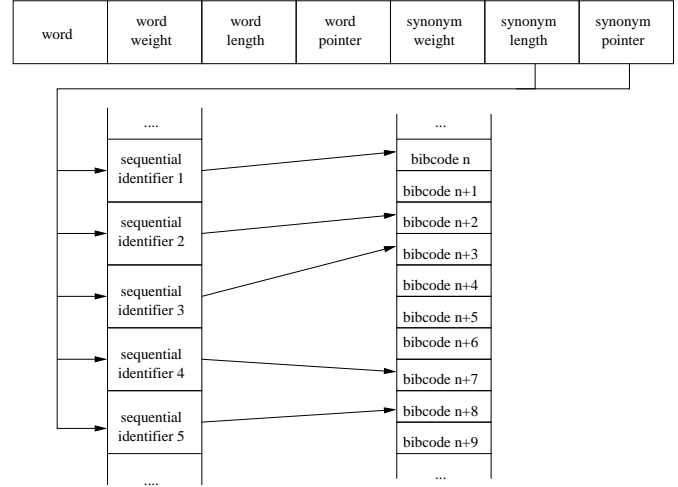 word
word
weight
word
length
word
pointer
synonym
weight
synonym
length
synonym
pointer
....
sequential
identifier 1
sequential
identifier 2
sequential
identifier 3
sequential
identifier 4
sequential
identifier 5
....
...
bibcode n
bibcode n+1
bibcode n+2
bibcode n+3
bibcode n+4
bibcode n+5
bibcode n+6
bibcode n+7
bibcode n+8
bibcode n+9
...